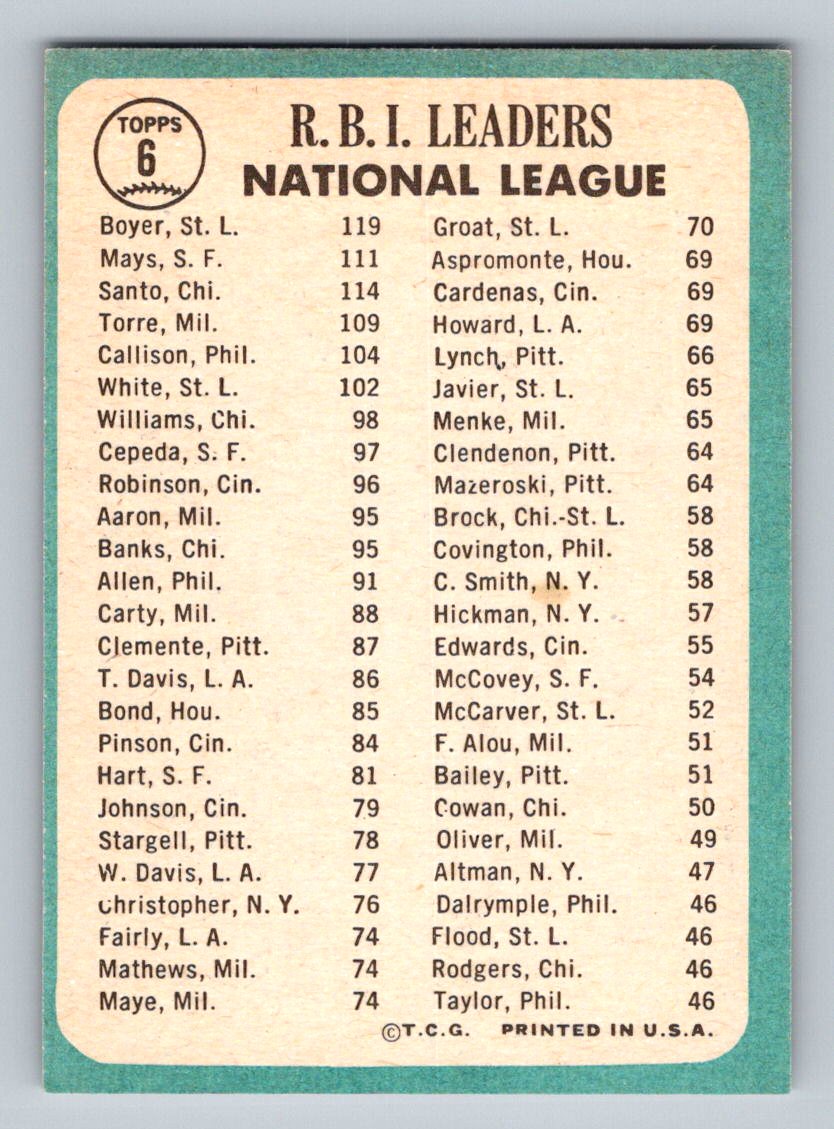 TOPPS
6
R. B. I. LEADERS
NATIONAL LEAGUE
Boyer, St. L. 119
Mays, S. F. 111
Santo, Chi. 114
Torre, Mil. 109
Callison, Phil. 104
White, St. L. 102
Williams, Chi. 98
Cepeda, S. F. 97
Robinson, Cin. 96
Aaron, Mil. 95
Banks, Chi. 95
Allen, Phil. 91
Carty, Mil. 88
Clemente, Pitt. 87
T. Davis, L. A. 86
Bond, Hou. 85
Pinson, Cin. 84
Hart, S. F. 81
Johnson, Cin. 79
Stargell, Pitt. 78
W. Davis, L. A. 77
Christopher, N. Y. 76
Fairly, L. A. 74
Mathews, Mil. 74
Maye, Mil. 74
Groat, St. L. 70
Aspromonte, Hou. 69
Cardenas, Cin. 69
Howard, L. A. 69
Lynch, Pitt. 66
Javier, St. L. 65
Menke, Mil. 65
Clendenon, Pitt. 64
Mazeroski, Pitt. 64
Brock, Chi.-St. L. 58
Covington, Phil. 58
C. Smith, N. Y. 58
Hickman, N. Y. 57
Edwards, Cin. 55
McCovey, S. F. 54
McCarver, St. L. 52
F. Alou, Mil. 51
Bailey, Pitt. 51
Cowan, Chi. 50
Oliver, Mil. 49
Altman, N. Y. 47
Dalrymple, Phil. 46
Flood, St. L. 46
Rodgers, Chi. 46
Taylor, Phil. 46
©T.C.G. PRINTED IN U.S.A.